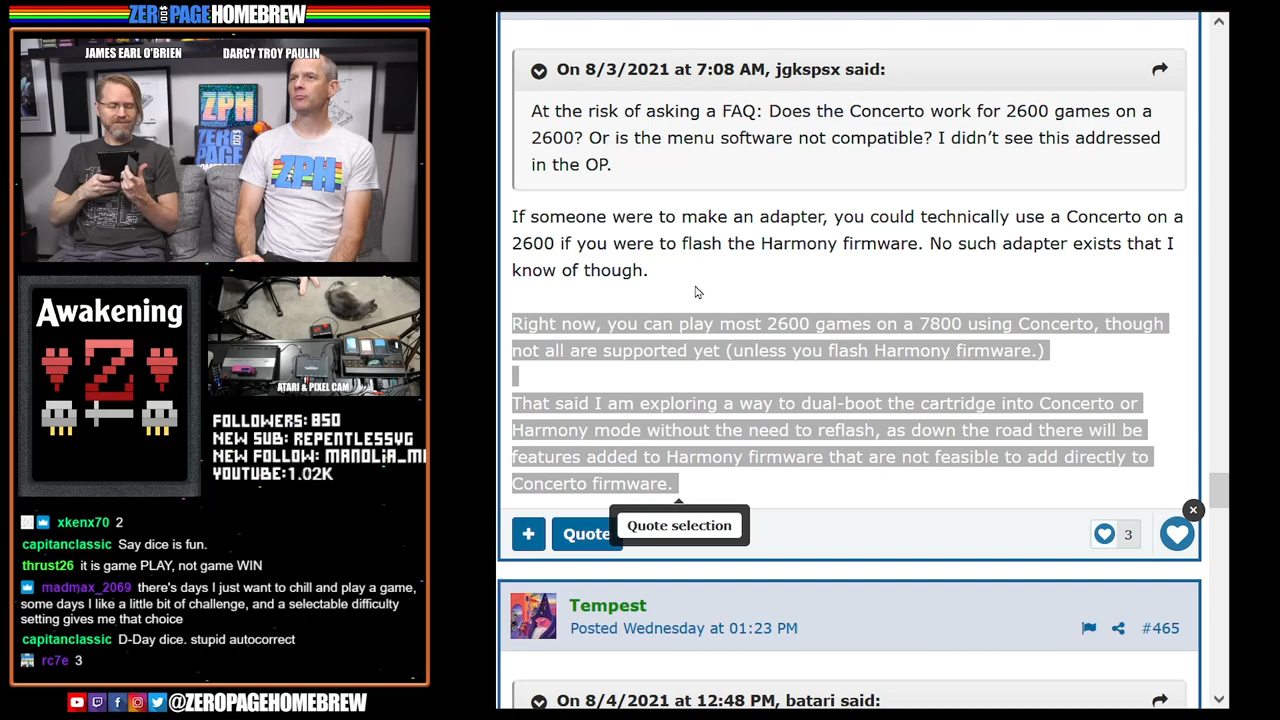 ZERO PAGE HOMEBREW
JAMES EARL O'BRIEN
DARCY TROY PAULIN
ZPH
ZERO
PAGE
ZPH
Awakening
ATARI & PIXEL CAM
FOLLOWERS: 850
NEW SUB: REPENTLESSVG
NEW FOLLOW: MANOLIA_M
YOUTUBE:1.02K
xkenx70 2
capitanclassic Say dice is fun.
thrust26 it is game PLAY, not game WIN
madmax_2069 there's days I just want to chill and play a game,
some days I like a little bit of challenge, and a selectable difficulty
setting gives me that choice
capitanclassic D-Day dice. stupid autocorrect
rc7e 3
@ZEROPAGEHOMEBREW
On 8/3/2021 at 7:08 AM, jgkspsx said:
At the risk of asking a FAQ: Does the Concerto work for 2600 games on a
2600? Or is the menu software not compatible? I didn't see this addressed
in the OP.
If someone were to make an adapter, you could technically use a Concerto on a
2600 if you were to flash the Harmony firmware. No such adapter exists that I
know of though.
Right now, you can play most 2600 games on a 7800 using Concerto, though
not all are supported yet (unless you flash Harmony firmware.)
That said I am exploring a way to dual-boot the cartridge into Concerto or
Harmony mode without the need to reflash, as down the road there will be
features added to Harmony firmware that are not feasible to add directly to
Concerto firmware.
+ Quote
Quote selection
3
Tempest
Posted Wednesday at 01:23 PM
#465
On 8/4/2021 at 12:48 PM, batari said: